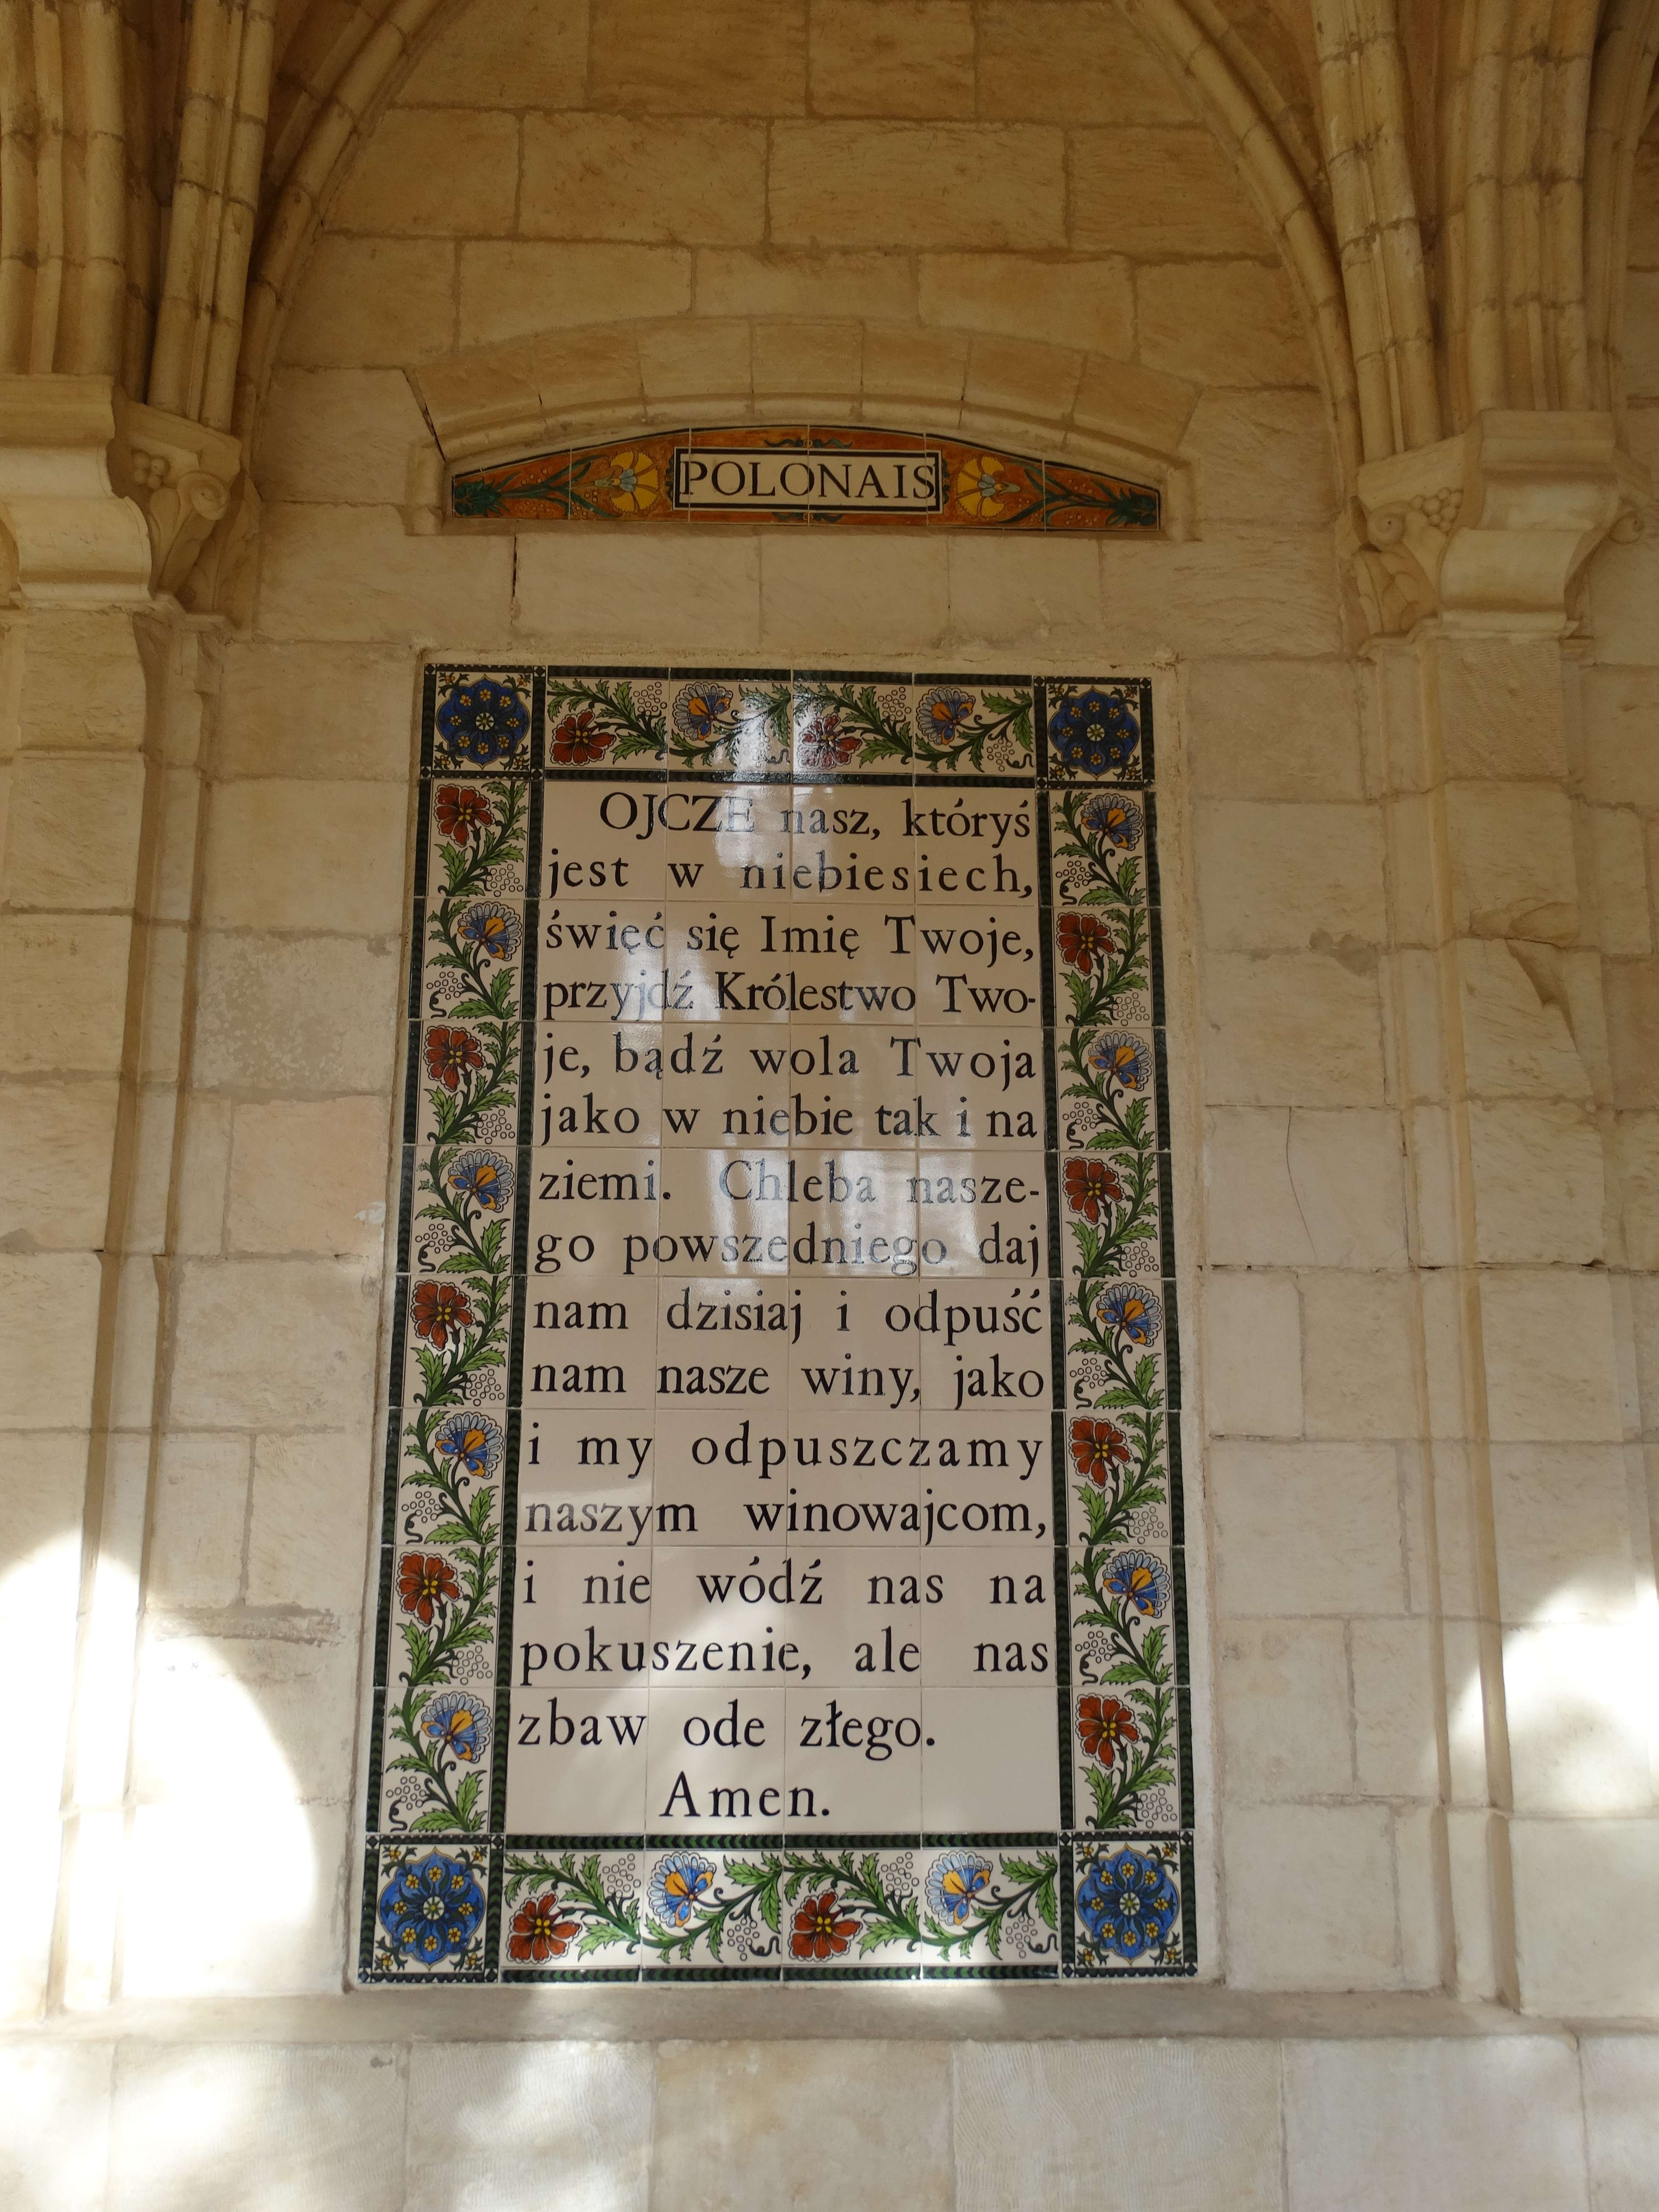 POLONAIS
OJCZE nasz, któryś
jest w niebiesiech,
święć się Imię Twoje,
przyjdź Królestwo Two-
je, bądź wola Twoja
jako w niebie tak i na
ziemi. Chleba nasze-
go powszedniego daj
nam dzisiaj i odpuść
nam nasze winy, jako
i my odpuszczamy
naszym winowajcom,
i nie wódź nas na
pokuszenie, ale nas
zbaw ode złego.
Amen.